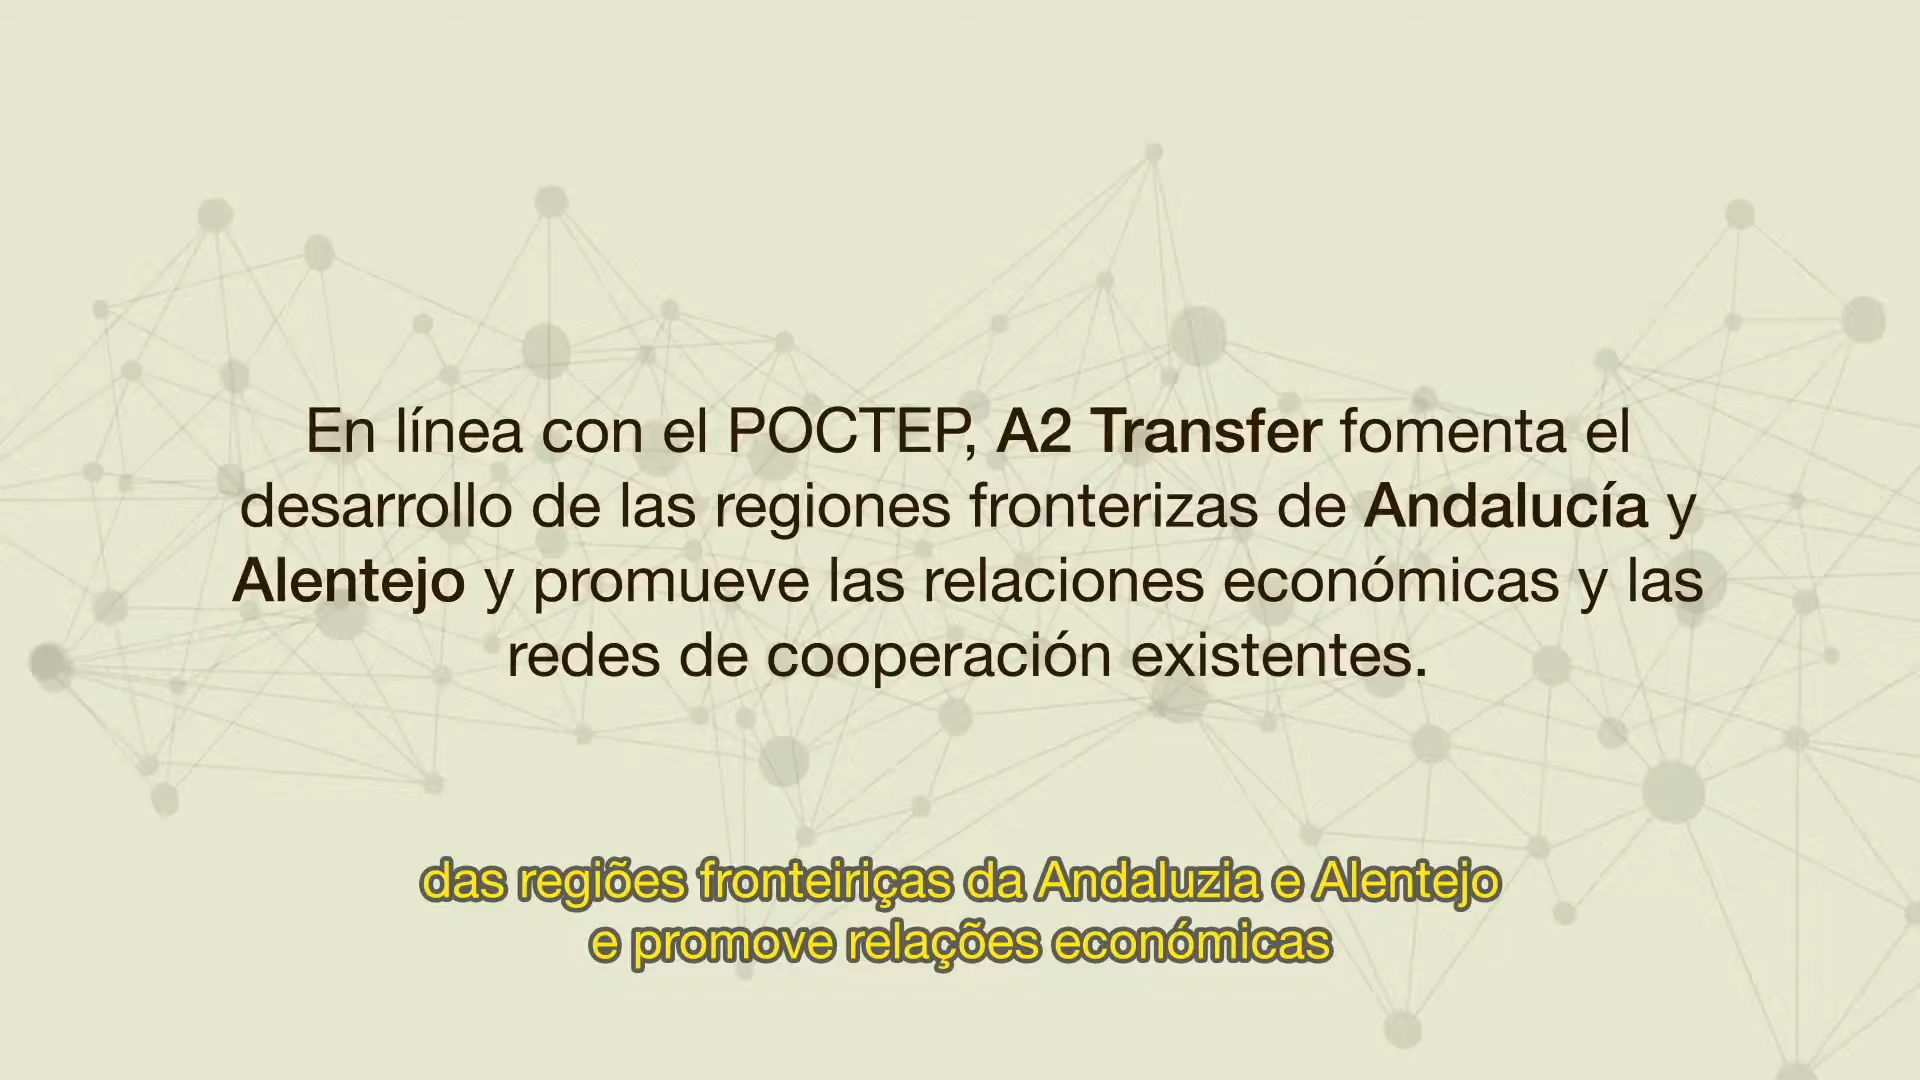 En línea con el POCTEP, A2 Transfer fomenta el
desarrollo de las regiones fronterizas de Andalucía y
Alentejo y promueve las relaciones económicas y las
redes de cooperación existentes.
das regiões fronteiriças da Andaluzia e Alentejo
e promove relações económicas